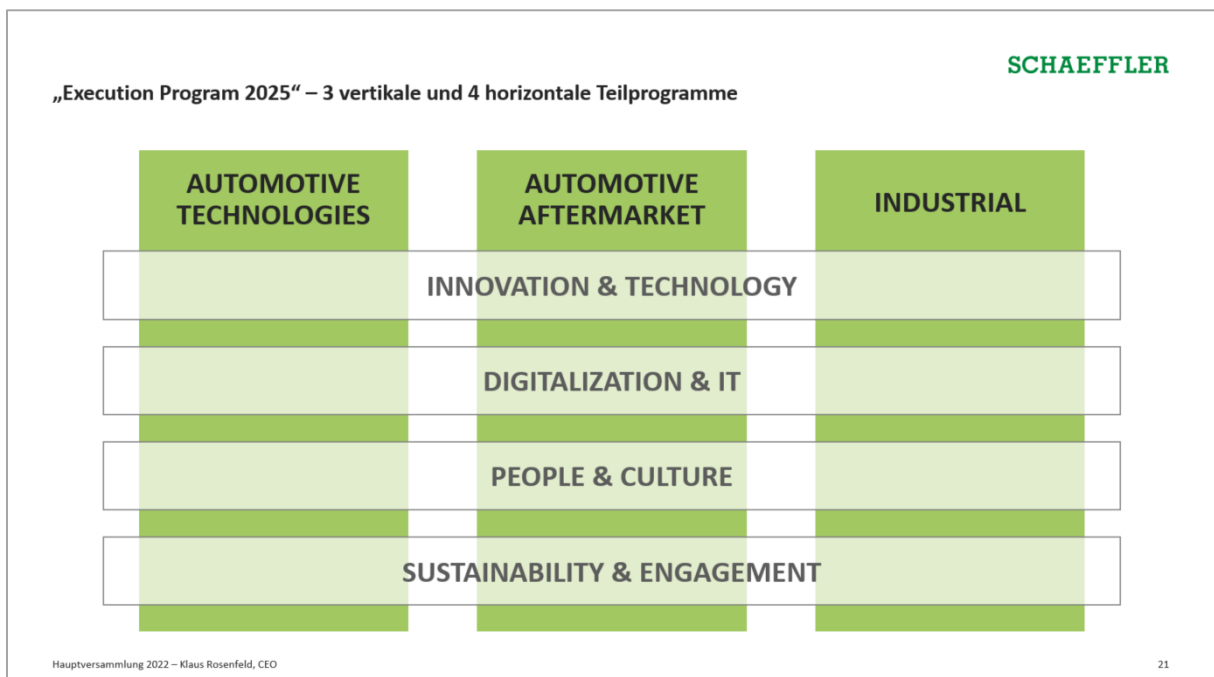 SCHAEFFLER
„Execution Program 2025“ – 3 vertikale und 4 horizontale Teilprogramme
AUTOMOTIVE
TECHNOLOGIES
AUTOMOTIVE
AFTERMARKET
INDUSTRIAL
INNOVATION & TECHNOLOGY
DIGITALIZATION & IT
PEOPLE & CULTURE
SUSTAINABILITY & ENGAGEMENT
Hauptversammlung 2022 – Klaus Rosenfeld, CEO
21